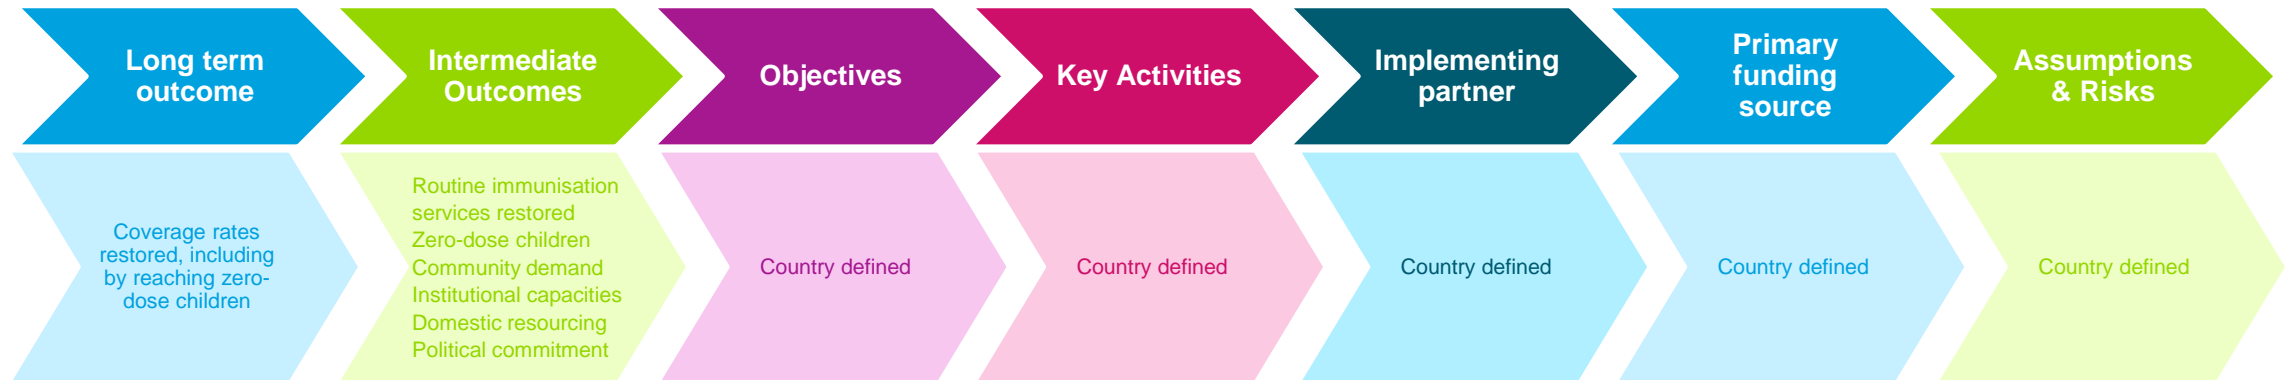 Long term
outcome
Intermediate
Outcomes
Objectives
Key Activities
Implementing
partner
Primary
funding
source
Assumptions
& Risks
Coverage rates
restored, including
by reaching zero-
dose children
Routine immunisation
services restored
Zero-dose children
Community demand
Institutional capacities
Domestic resourcing
Political commitment
Country defined
Country defined
Country defined
Country defined
Country defined